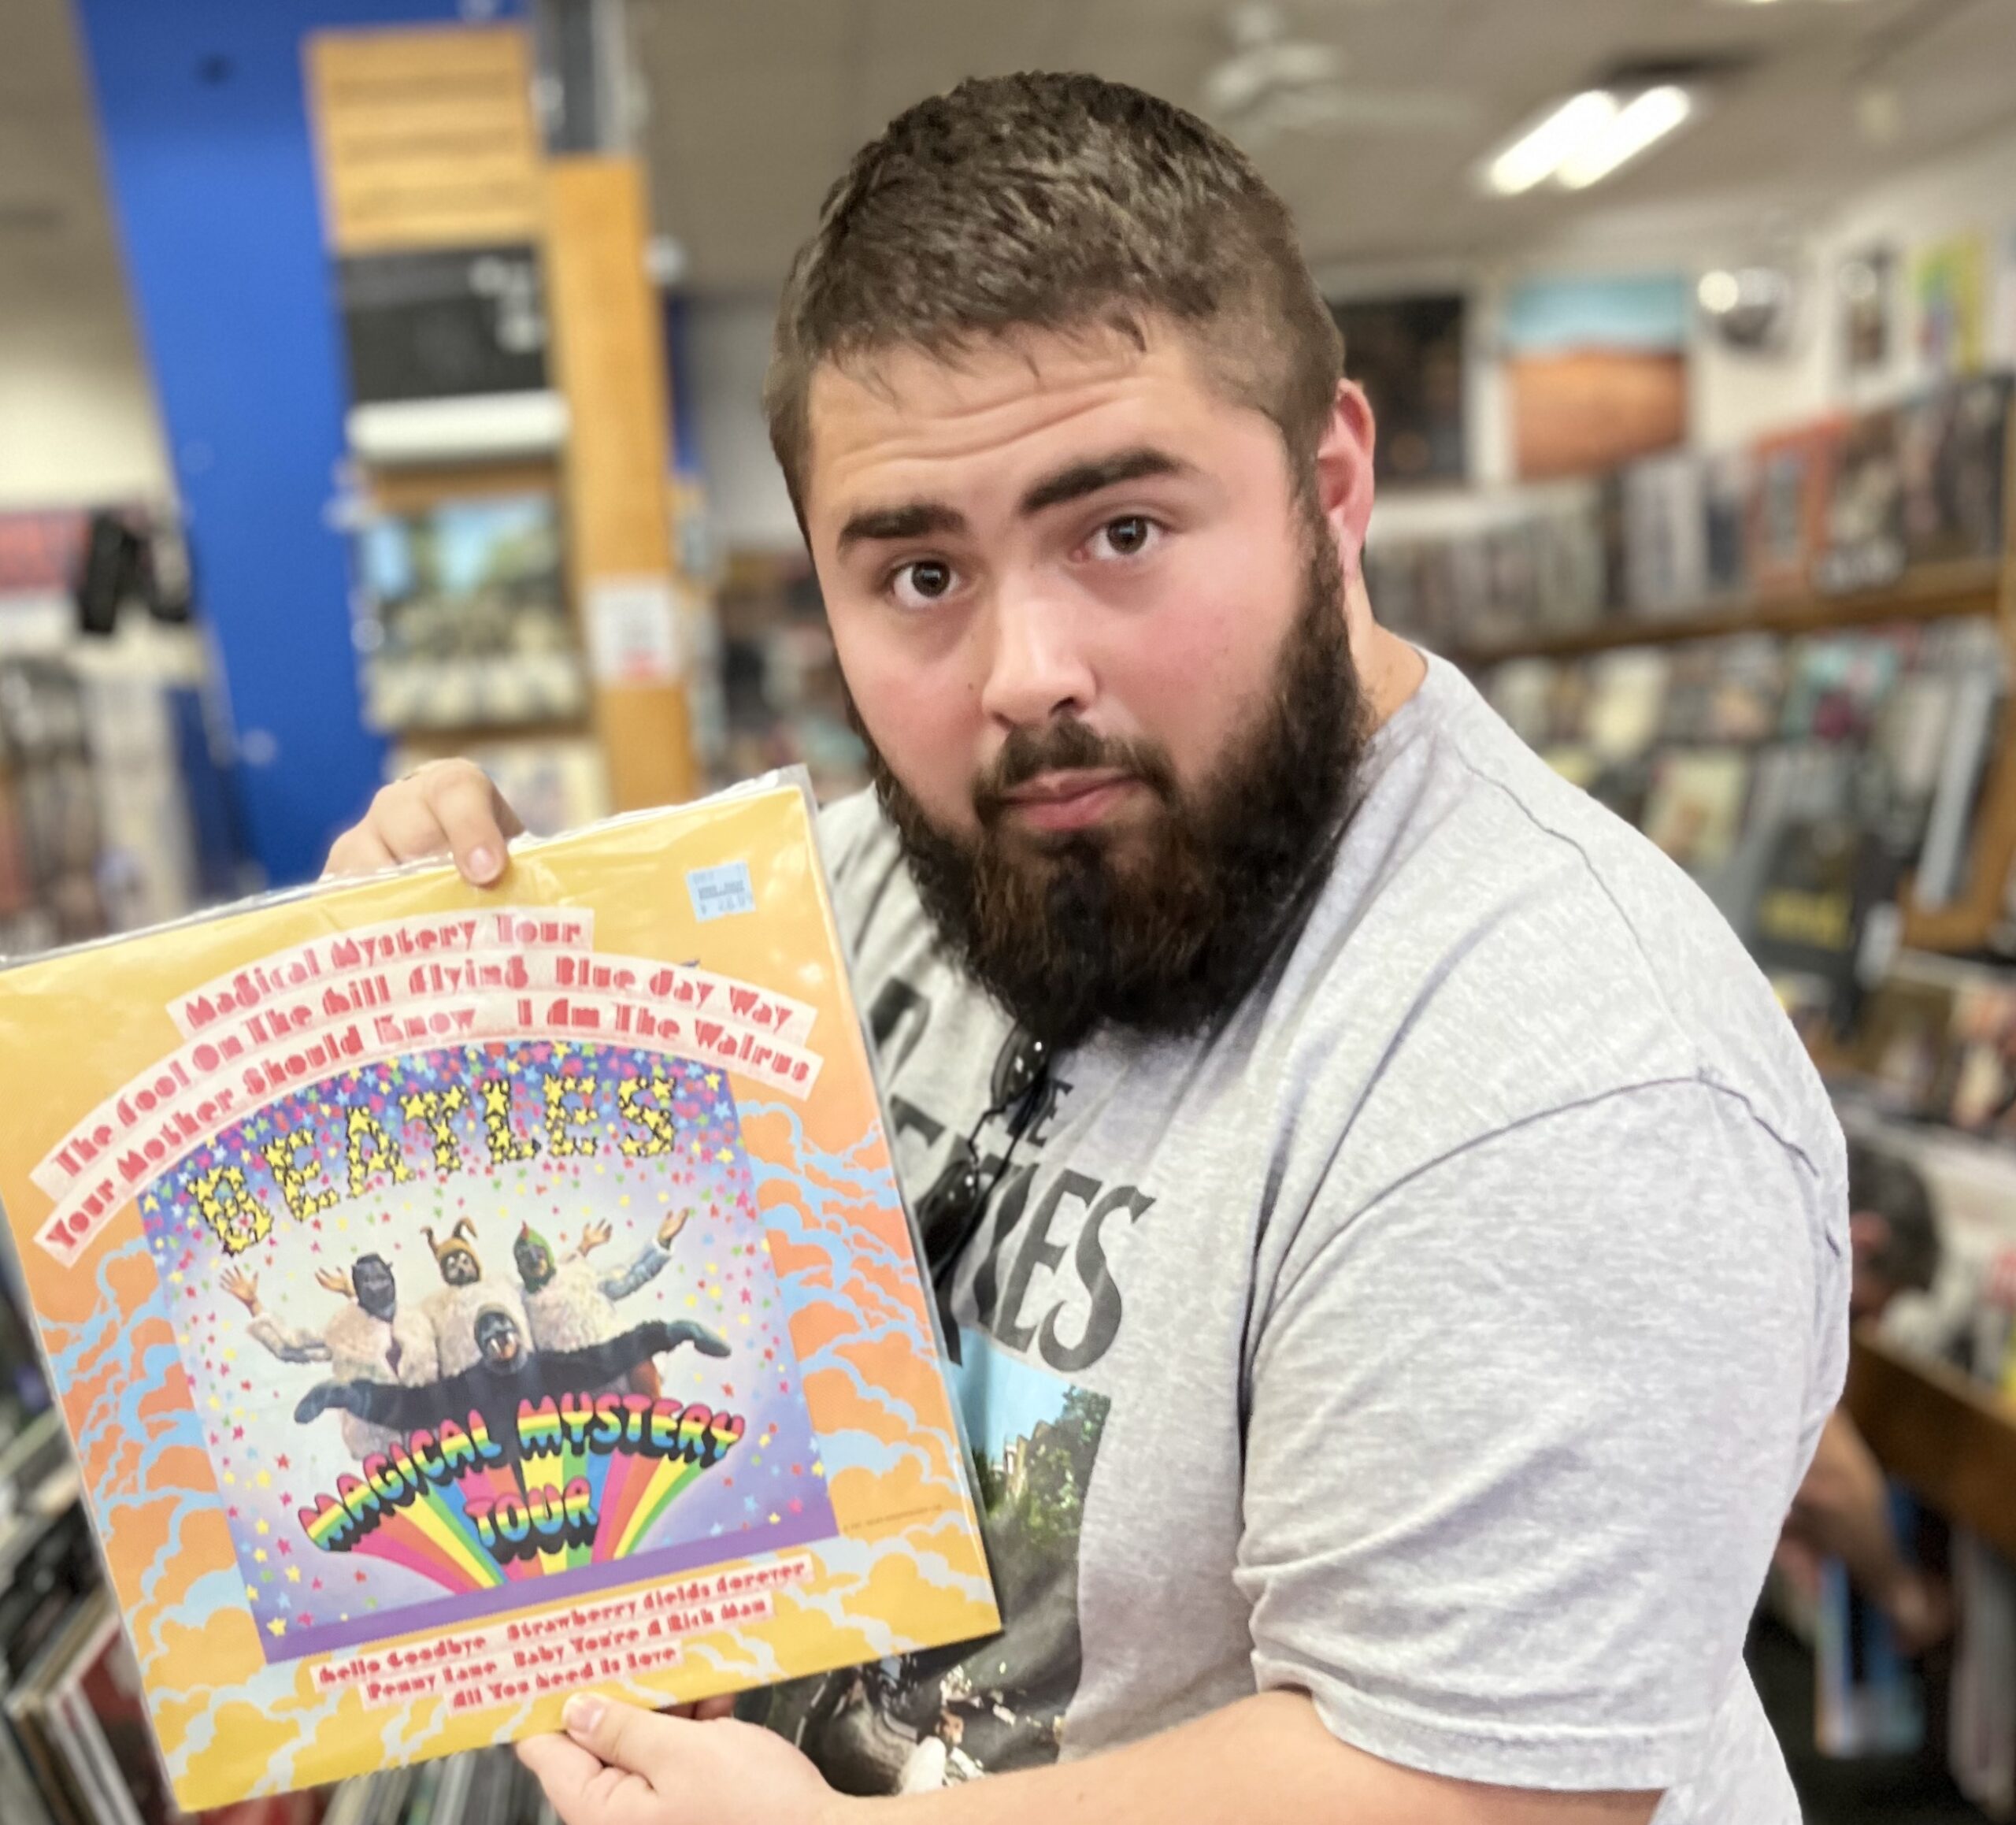 Magical Mystery Tour
The Fool On The Hill Flying Blue Jay Way
Your Mother Should Know I Am The Walrus
BEATLES
MAGICAL MYSTERY
TOUR
Hello Goodbye Strawberry Fields Forever
Penny Lane Baby You're A Rich Man
All You Need Is Love